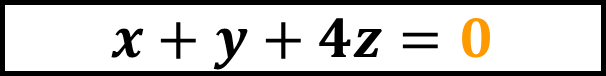 x + y + 4z = 0